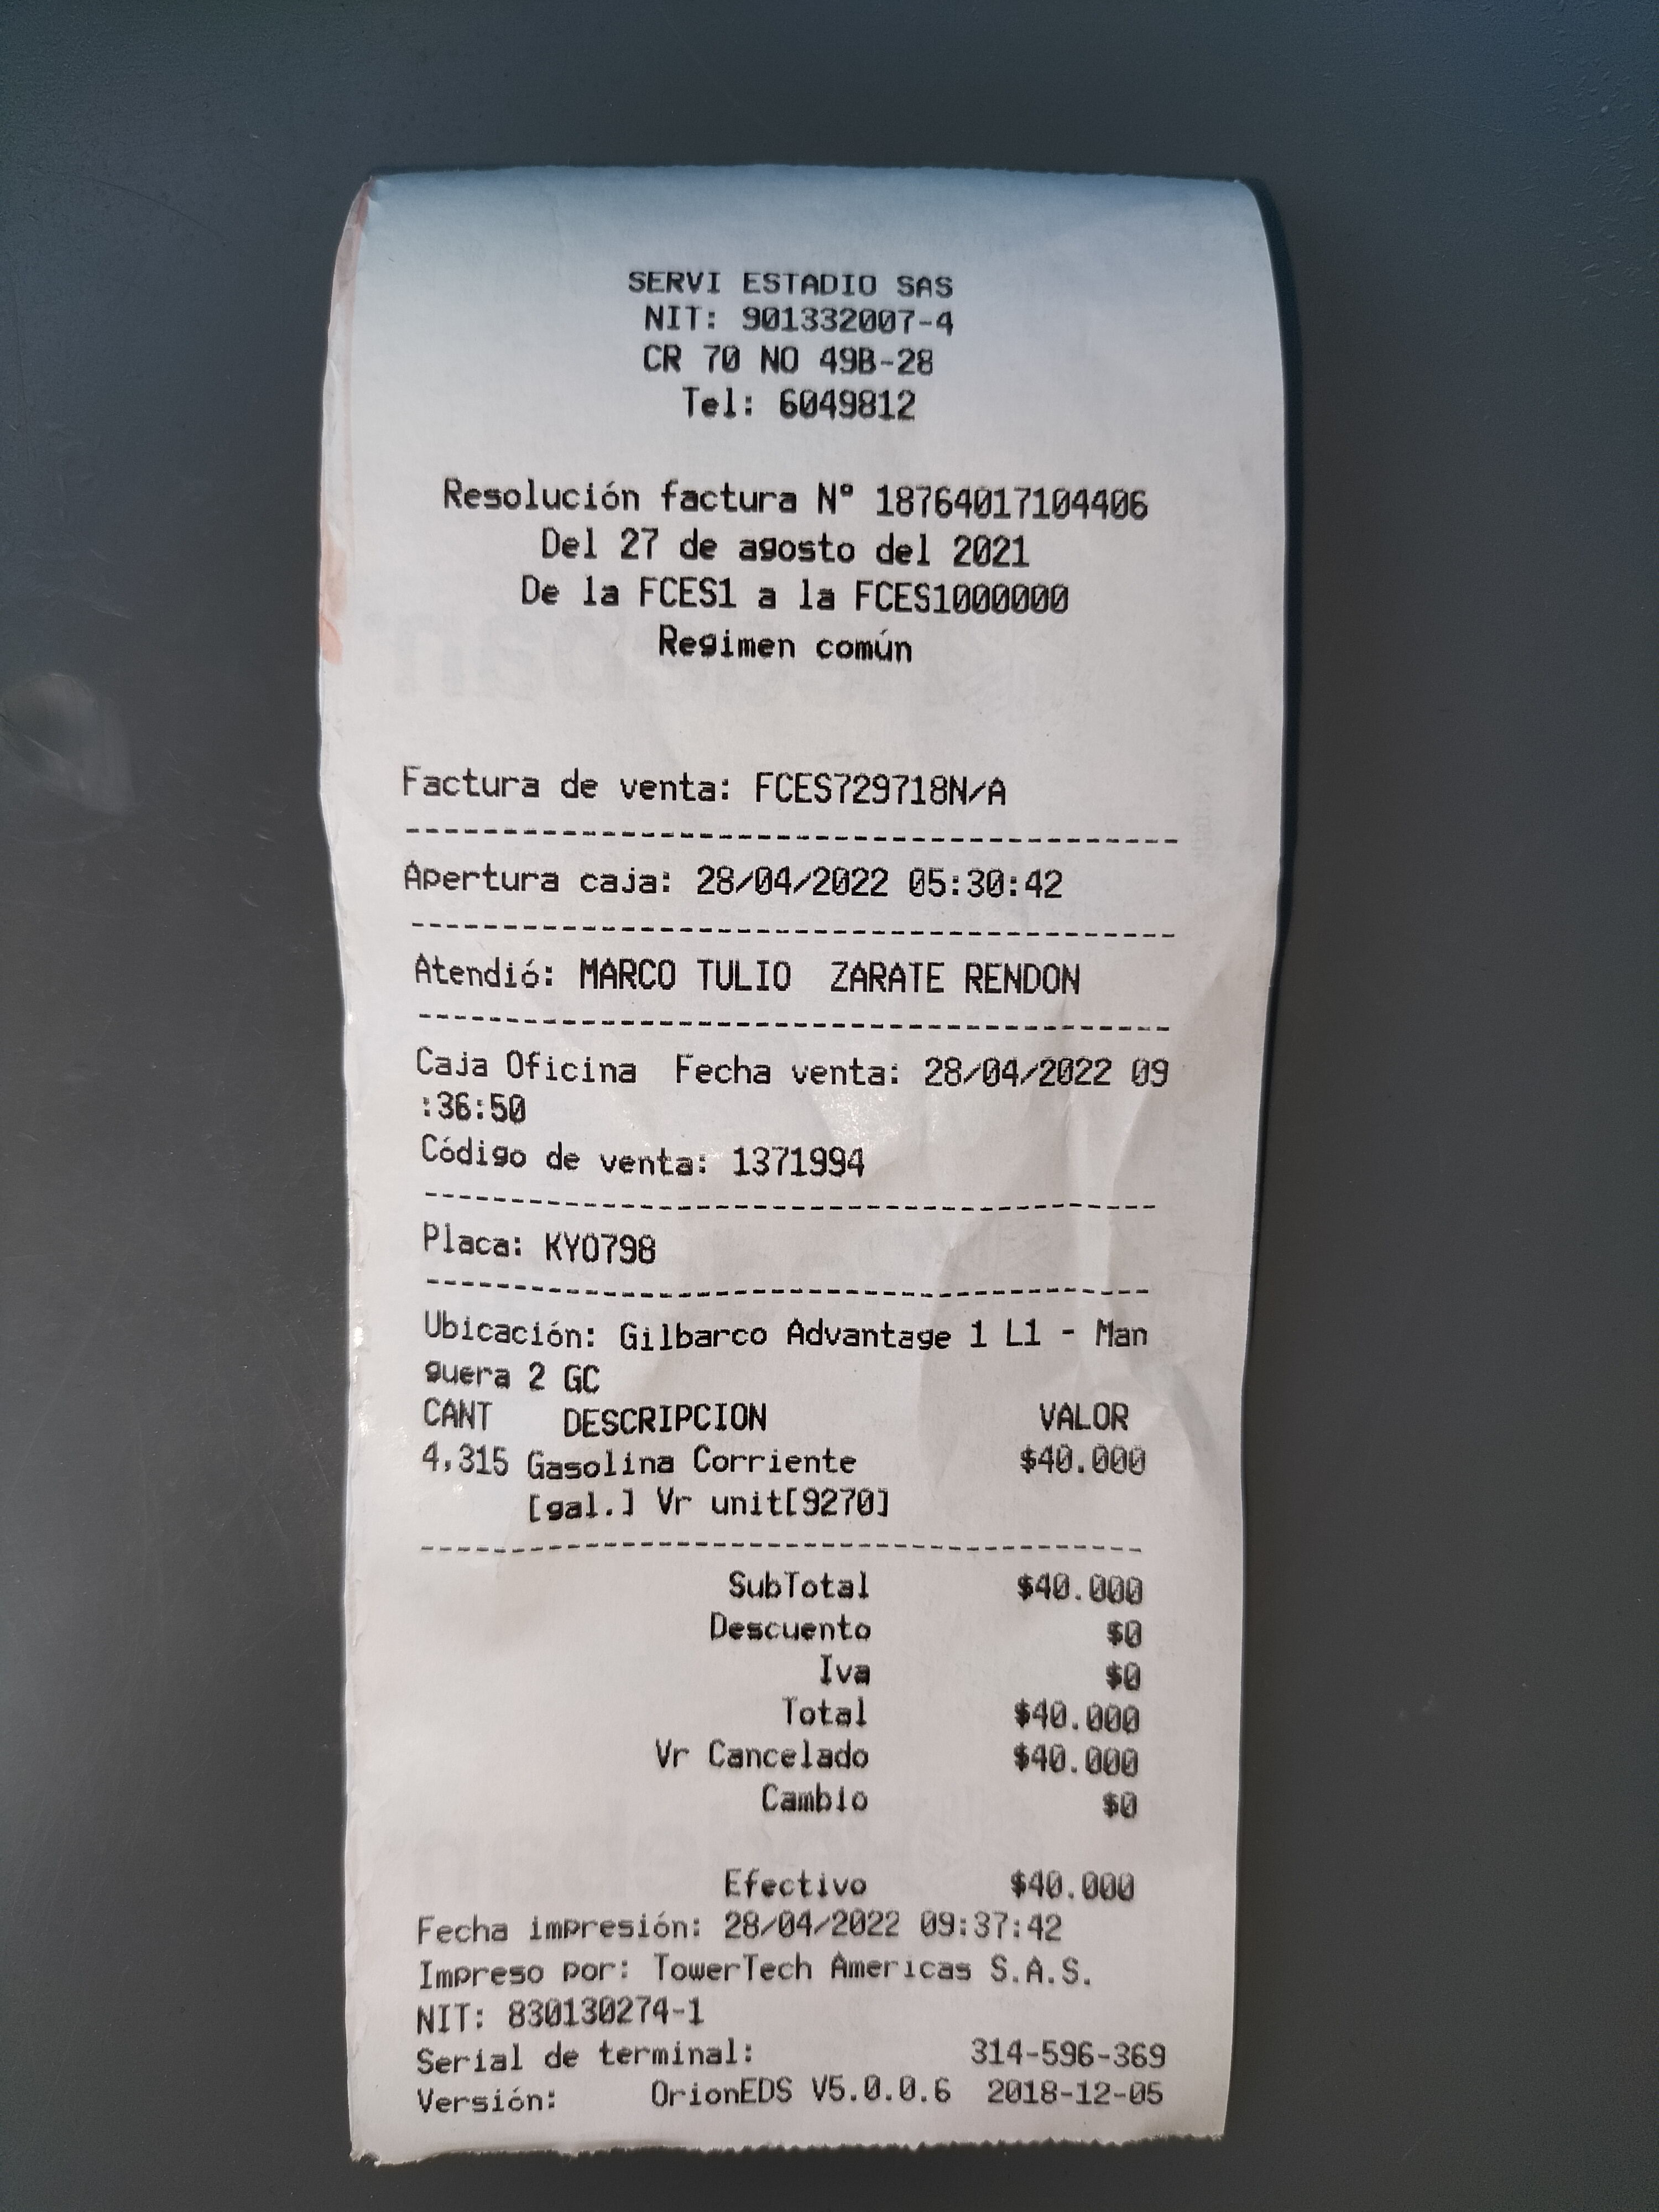 SERVI ESTADIO SAS
NIT: 901332007-4
CR 70 NO 49B-28
Tel: 6049812
Resolución factura Nº 18764017104406
Del 27 de agosto del 2021
De la FCES1 a la FCES1000000
Regimen común
Factura de venta: FCES729718N/A
----------------------------------------
Apertura caja: 28/04/2022 05:30:42
----------------------------------------
Atendió: MARCO TULIO  ZARATE RENDON
----------------------------------------
Caja Oficina  Fecha venta: 28/04/2022 09
:36:50
Código de venta: 1371994
----------------------------------------
Placa: KYO798
----------------------------------------
Ubicación: Gilbarco Advantage 1 L1 - Man
guera 2 GC
CANT DESCRIPCION VALOR
4,315 Gasolina Corriente $40.000
[gal.] Vr unit[9270]
----------------------------------------
SubTotal $40.000
Descuento $0
Iva $0
Total $40.000
Vr Cancelado $40.000
Cambio $0
Efectivo $40.000
Fecha impresión: 28/04/2022 09:37:42
Impreso por: TowerTech Americas S.A.S.
NIT: 830130274-1
Serial de terminal: 314-596-369
Versión: OrionEDS V5.0.0.6 2018-12-05